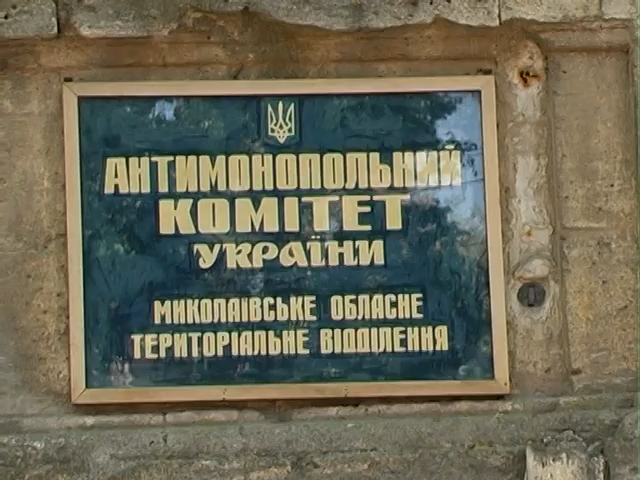 АНТИМОНОПОЛЬНИЙ
КОМІТЕТ
УКРАЇНИ
МИКОЛАЇВСЬКЕ ОБЛАСНЕ
ТЕРИТОРІАЛЬНЕ ВІДДІЛЕННЯ